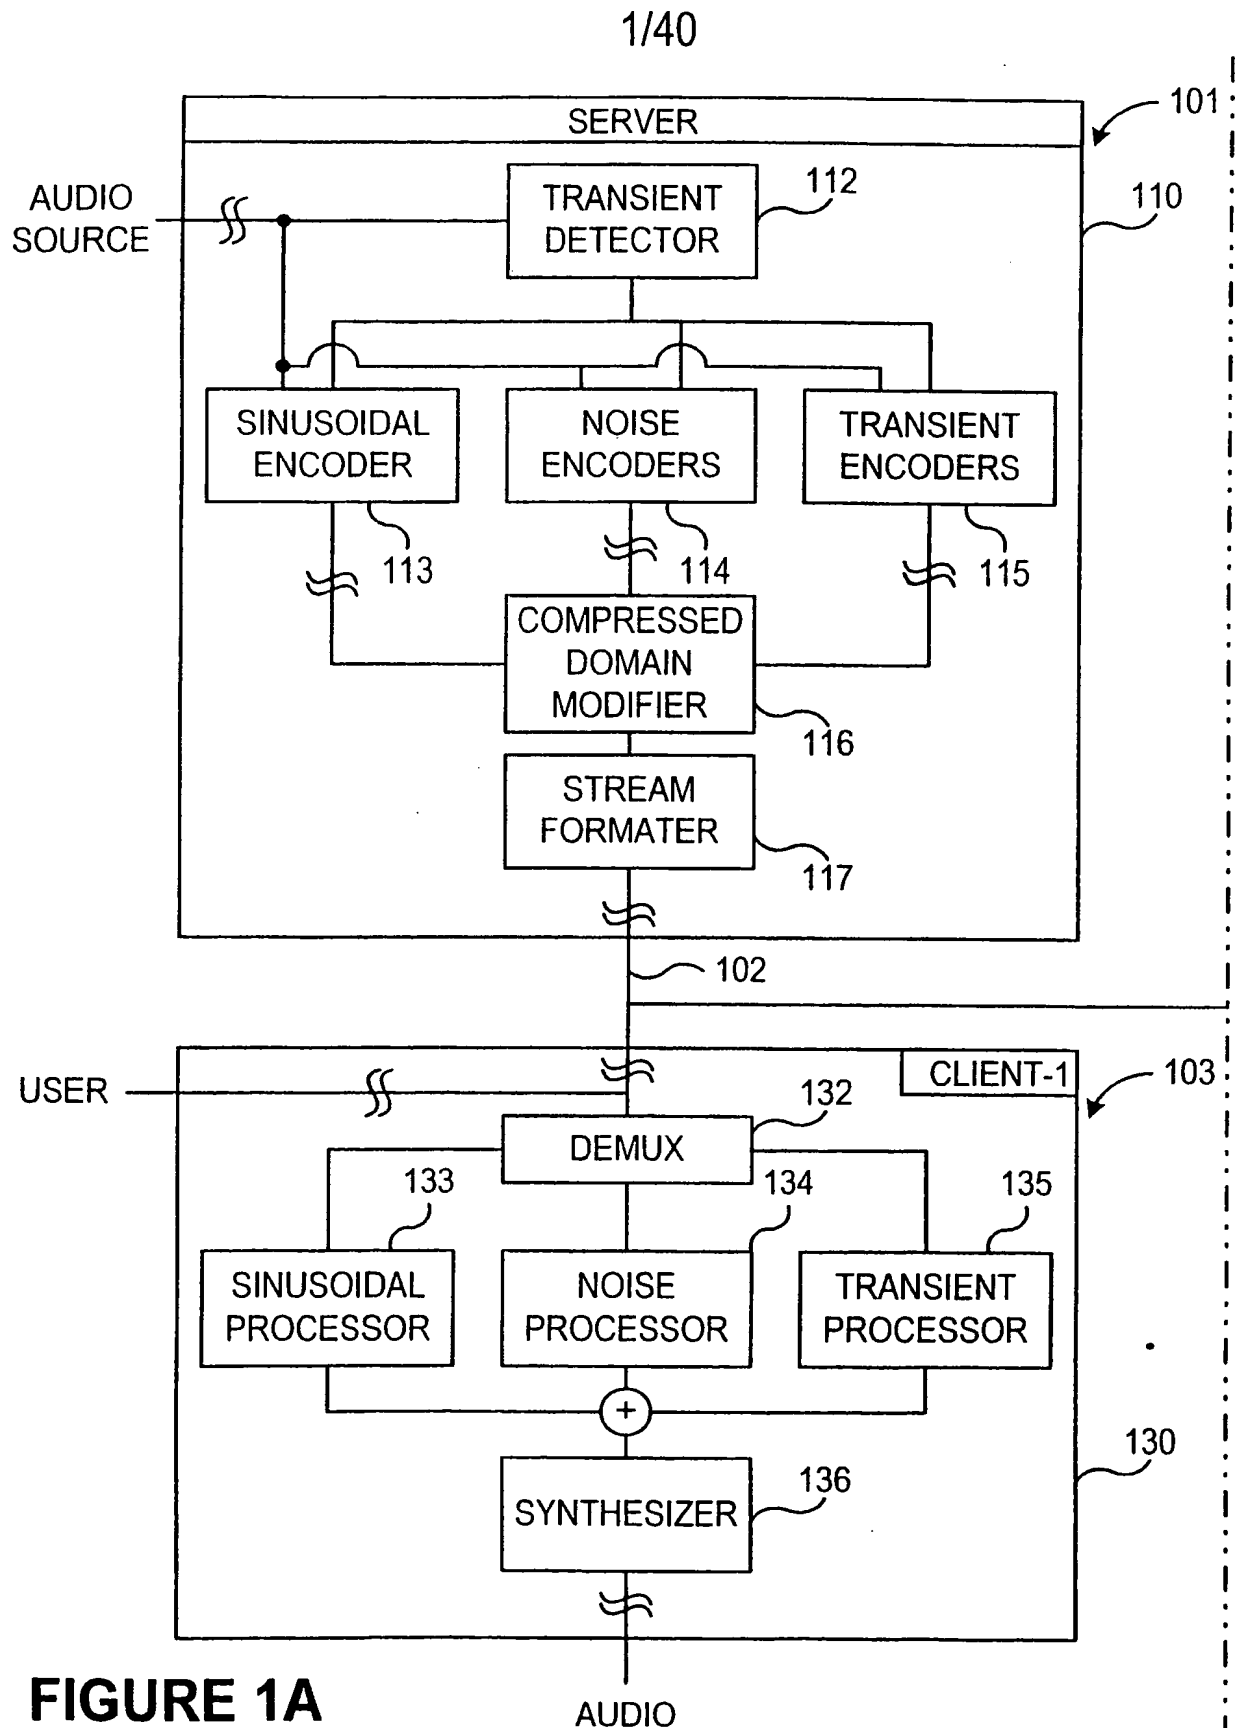 1/40
SERVER
101
AUDIO
SOURCE
TRANSIENT
DETECTOR
112
110
SINUSOIDAL
ENCODER
NOISE
ENCODERS
TRANSIENT
ENCODERS
113
114
115
COMPRESSED
DOMAIN
MODIFIER
116
STREAM
FORMATER
117
102
CLIENT-1
103
USER
132
DEMUX
133
134
135
SINUSOIDAL
PROCESSOR
NOISE
PROCESSOR
TRANSIENT
PROCESSOR
+
130
SYNTHESIZER
136
FIGURE 1A
AUDIO